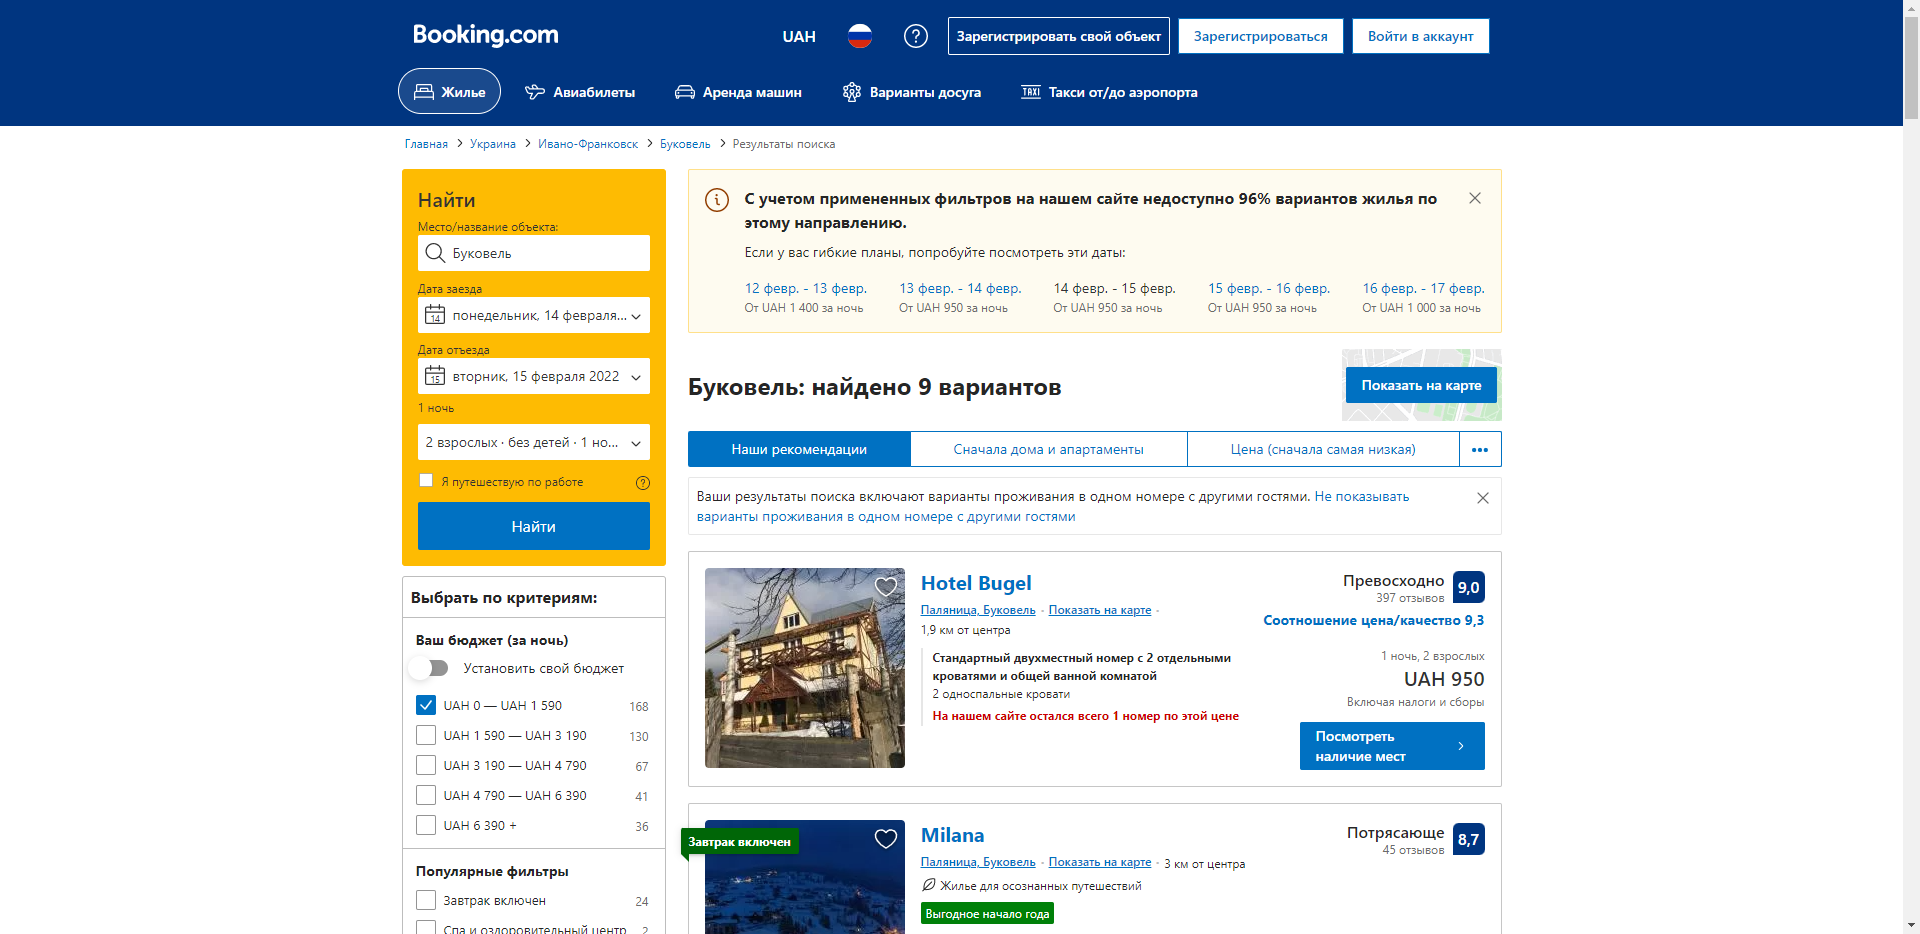 Booking.com
UAH
Зарегистрировать свой объект
Зарегистрироваться
Войти в аккаунт
Жилье
Авиабилеты
Аренда машин
Варианты досуга
TAXI
Такси от/до аэропорта
Главная > Украина > Ивано-Франковск > Буковель > Результаты поиска
Найти
Место/название объекта:
Буковель
Дата заезда
14
понедельник, 14 февраля...
Дата отъезда
15
вторник, 15 февраля 2022
1 ночь
2 взрослых · без детей · 1 но...
Я путешествую по работе
Найти
Выбрать по критериям:
Ваш бюджет (за ночь)
Установить свой бюджет
UAH 0 — UAH 1 590 168
UAH 1 590 — UAH 3 190 130
UAH 3 190 — UAH 4 790 67
UAH 4 790 — UAH 6 390 41
UAH 6 390 + 36
Популярные фильтры
Завтрак включен 24
Спа и оздоровительный центр 2
С учетом примененных фильтров на нашем сайте недоступно 96% вариантов жилья по
этому направлению.
Если у вас гибкие планы, попробуйте посмотреть эти даты:
12 февр. - 13 февр.
От UAH 1 400 за ночь
13 февр. - 14 февр.
От UAH 950 за ночь
14 февр. - 15 февр.
От UAH 950 за ночь
15 февр. - 16 февр.
От UAH 950 за ночь
16 февр. - 17 февр.
От UAH 1 000 за ночь
Буковель: найдено 9 вариантов
Показать на карте
Наши рекомендации
Сначала дома и апартаменты
Цена (сначала самая низкая)
Ваши результаты поиска включают варианты проживания в одном номере с другими гостями. Не показывать
варианты проживания в одном номере с другими гостями
Hotel Bugel
Паляница, Буковель · Показать на карте ·
1,9 км от центра
Стандартный двухместный номер с 2 отдельными
кроватями и общей ванной комнатой
2 односпальные кровати
На нашем сайте остался всего 1 номер по этой цене
Превосходно 9,0
397 отзывов
Соотношение цена/качество 9,3
1 ночь, 2 взрослых
UAH 950
Включая налоги и сборы
Посмотреть
наличие мест
Завтрак включен
Milana
Паляница, Буковель · Показать на карте · 3 км от центра
Жилье для осознанных путешествий
Выгодное начало года
Потрясающе 8,7
45 отзывов